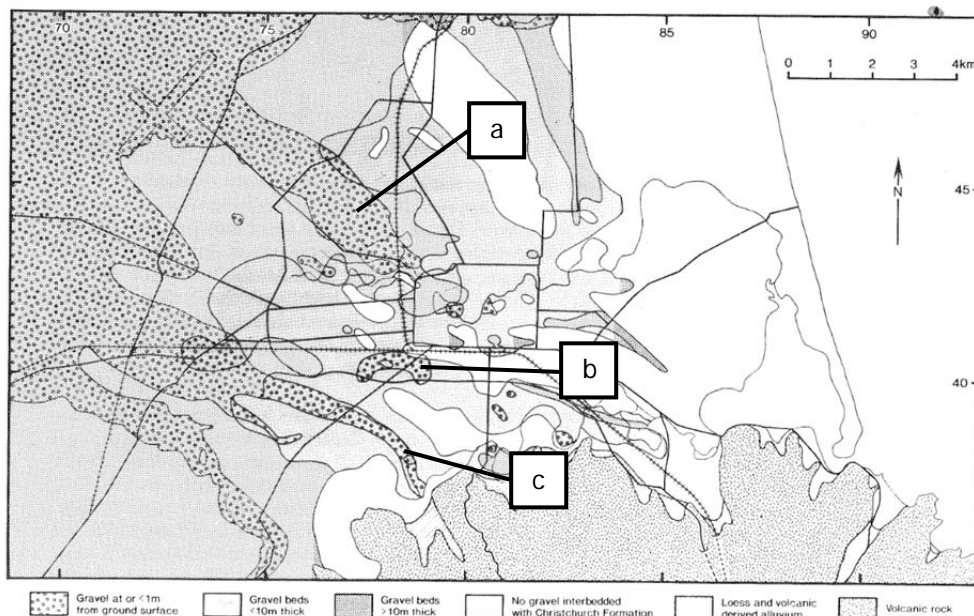 70 75 80 85 90
0 1 2 3 4km
a
N
45
b
40
c
Gravel at or <1m
from ground surface
Gravel beds
<10m thick
Gravel beds
>10m thick
No gravel interbedded
with Christchurch Formation
Loess and volcanic
derived alluvium
Volcanic rock